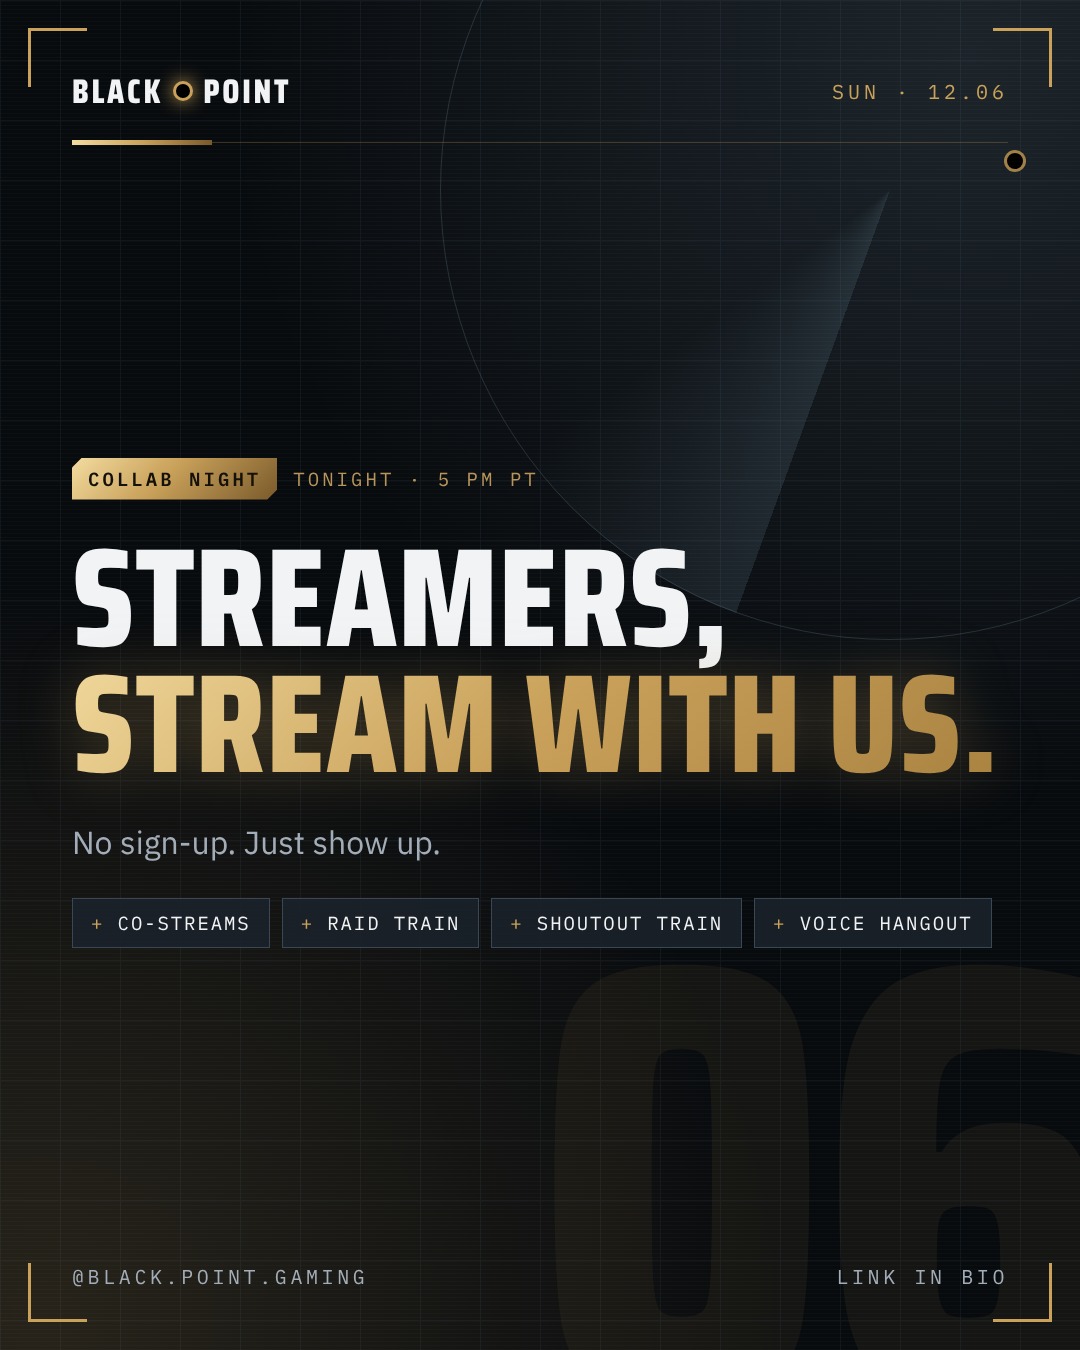 BLACK POINT
SUN · 12.06
COLLAB NIGHT TONIGHT · 5 PM PT
STREAMERS,
STREAM WITH US.
No sign-up. Just show up.
+ CO-STREAMS + RAID TRAIN + SHOUTOUT TRAIN + VOICE HANGOUT
06
@BLACK.POINT.GAMING
LINK IN BIO